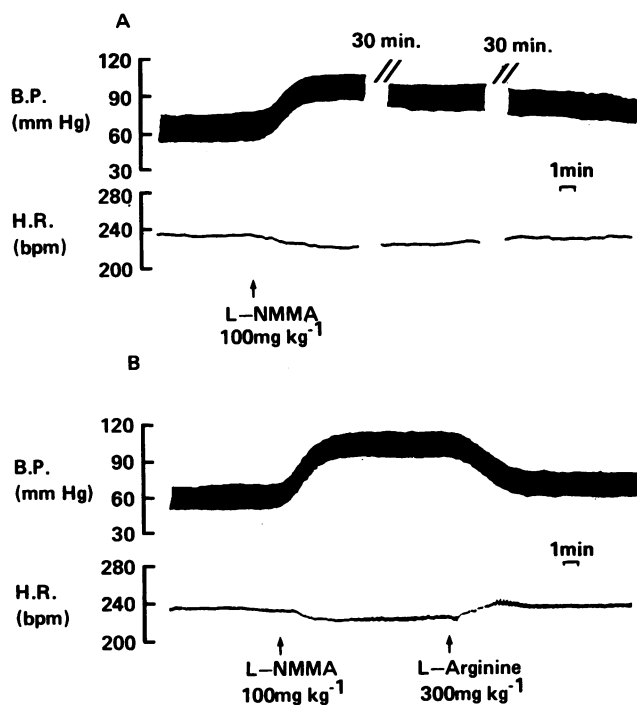 A
30 min. 30 min.
120
B.P. 90
(mm Hg) 60
30
1min
280
H.R. 240
(bpm)
200
L-NMMA
100mg kg-1
B
120
B.P. 90
(mm Hg) 60
30
1min
280
H.R. 240
(bpm)
200
L-NMMA L-Arginine
100mg kg-1 300mg kg-1